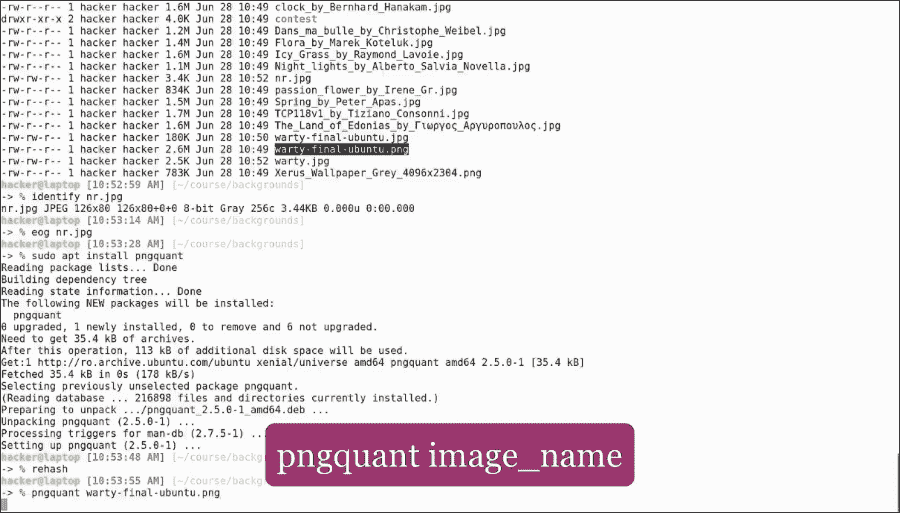 -rw-r--r-- 1 hacker hacker 1.6M Jun 28 10:49 clock_by_Bernhard_Hanakam.jpg
drwxr-xr-x 2 hacker hacker 4.0K Jun 28 10:49 contest
-rw-r--r-- 1 hacker hacker 1.2M Jun 28 10:49 Dans_ma_bulle_by_Christophe_Weibel.jpg
-rw-r--r-- 1 hacker hacker 1.4M Jun 28 10:49 Flora_by_Marek_Koteluk.jpg
-rw-r--r-- 1 hacker hacker 1.6M Jun 28 10:49 Icy_Grass_by_Raymond_Lavoie.jpg
-rw-r--r-- 1 hacker hacker 1.1M Jun 28 10:49 Night_lights_by_Alberto_Salvia_Novella.jpg
-rw-rw-r-- 1 hacker hacker 3.4K Jun 28 10:52 nr.jpg
-rw-r--r-- 1 hacker hacker 834K Jun 28 10:49 passion_flower_by_Irene_Gr.jpg
-rw-r--r-- 1 hacker hacker 1.5M Jun 28 10:49 Spring_by_Peter_Apas.jpg
-rw-r--r-- 1 hacker hacker 1.7M Jun 28 10:49 TCP118v1_by_Tiziano_Consonni.jpg
-rw-r--r-- 1 hacker hacker 1.6M Jun 28 10:49 The_Land_of_Edonias_by_Γιωργος_Αργυροπουλος.jpg
-rw-rw-r-- 1 hacker hacker 180K Jun 28 10:50 warty-final-ubuntu.jpg
-rw-r--r-- 1 hacker hacker 2.6M Jun 28 10:49 warty-final-ubuntu.png
-rw-rw-r-- 1 hacker hacker 2.5K Jun 28 10:52 warty.jpg
-rw-r--r-- 1 hacker hacker 783K Jun 28 10:49 Xerus_Wallpaper_Grey_4096x2304.png
hacker@laptop [10:52:59 AM] [~/course/backgrounds]
-> % identify nr.jpg
nr.jpg JPEG 126x80 126x80+0+0 8-bit Gray 256c 3.44KB 0.000u 0:00.000
hacker@laptop [10:53:14 AM] [~/course/backgrounds]
-> % eog nr.jpg
hacker@laptop [10:53:28 AM] [~/course/backgrounds]
-> % sudo apt install pngquant
Reading package lists... Done
Building dependency tree
Reading state information... Done
The following NEW packages will be installed:
pngquant
0 upgraded, 1 newly installed, 0 to remove and 6 not upgraded.
Need to get 35.4 kB of archives.
After this operation, 113 kB of additional disk space will be used.
Get:1 http://ro.archive.ubuntu.com/ubuntu xenial/universe amd64 pngquant amd64 2.5.0-1 [35.4 kB]
Fetched 35.4 kB in 0s (178 kB/s)
Selecting previously unselected package pngquant.
(Reading database ... 216898 files and directories currently installed.)
Preparing to unpack .../pngquant_2.5.0-1_amd64.deb ...
Unpacking pngquant (2.5.0-1) ...
Processing triggers for man-db (2.7.5-1) ...
Setting up pngquant (2.5.0-1) ...
hacker@laptop [10:53:48 AM] [~/course/backgrounds]
-> % rehash
hacker@laptop [10:53:55 AM] [~/course/backgrounds]
-> % pngquant warty-final-ubuntu.png
pngquant image_name